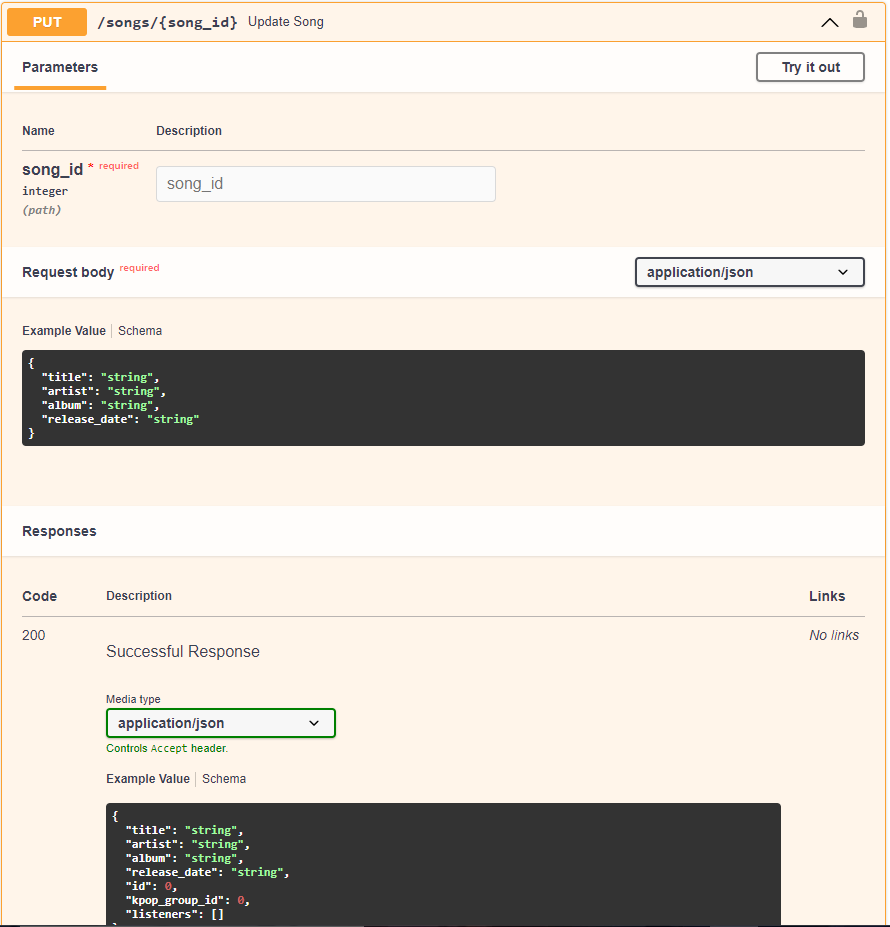 PUT /songs/{song_id} Update Song
Parameters
Try it out
Name Description
song_id * required
integer
(path)
song_id
Request body required
application/json
Example Value Schema
{
  "title": "string",
  "artist": "string",
  "album": "string",
  "release_date": "string"
}
Responses
Code Description Links
200
Successful Response
No links
Media type
application/json
Controls Accept header.
Example Value Schema
{
  "title": "string",
  "artist": "string",
  "album": "string",
  "release_date": "string",
  "id": 0,
  "kpop_group_id": 0,
  "listeners": []